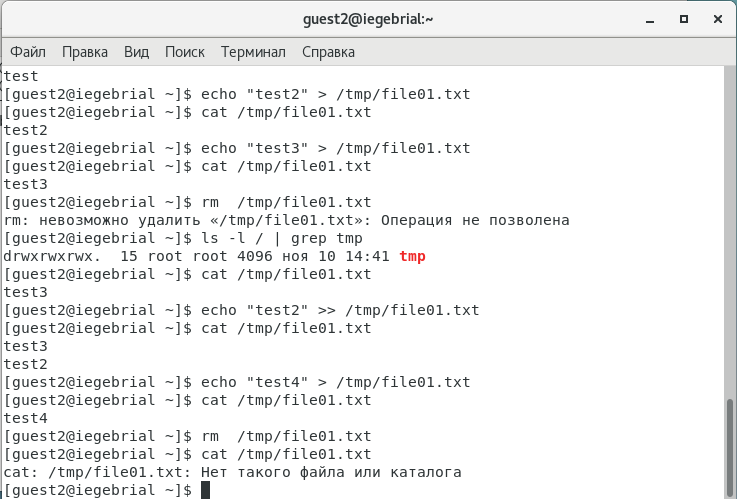 guest2@iegebrial:~
Файл Правка Вид Поиск Терминал Справка
test
[guest2@iegebrial ~]$ echo "test2" > /tmp/file01.txt
[guest2@iegebrial ~]$ cat /tmp/file01.txt
test2
[guest2@iegebrial ~]$ echo "test3" > /tmp/file01.txt
[guest2@iegebrial ~]$ cat /tmp/file01.txt
test3
[guest2@iegebrial ~]$ rm  /tmp/file01.txt
rm: невозможно удалить «/tmp/file01.txt»: Операция не позволена
[guest2@iegebrial ~]$ ls -l / | grep tmp
drwxrwxrwx.  15 root root 4096 ноя 10 14:41 tmp
[guest2@iegebrial ~]$ cat /tmp/file01.txt
test3
[guest2@iegebrial ~]$ echo "test2" >> /tmp/file01.txt
[guest2@iegebrial ~]$ cat /tmp/file01.txt
test3
test2
[guest2@iegebrial ~]$ echo "test4" > /tmp/file01.txt
[guest2@iegebrial ~]$ cat /tmp/file01.txt
test4
[guest2@iegebrial ~]$ rm  /tmp/file01.txt
[guest2@iegebrial ~]$ cat /tmp/file01.txt
cat: /tmp/file01.txt: Нет такого файла или каталога
[guest2@iegebrial ~]$